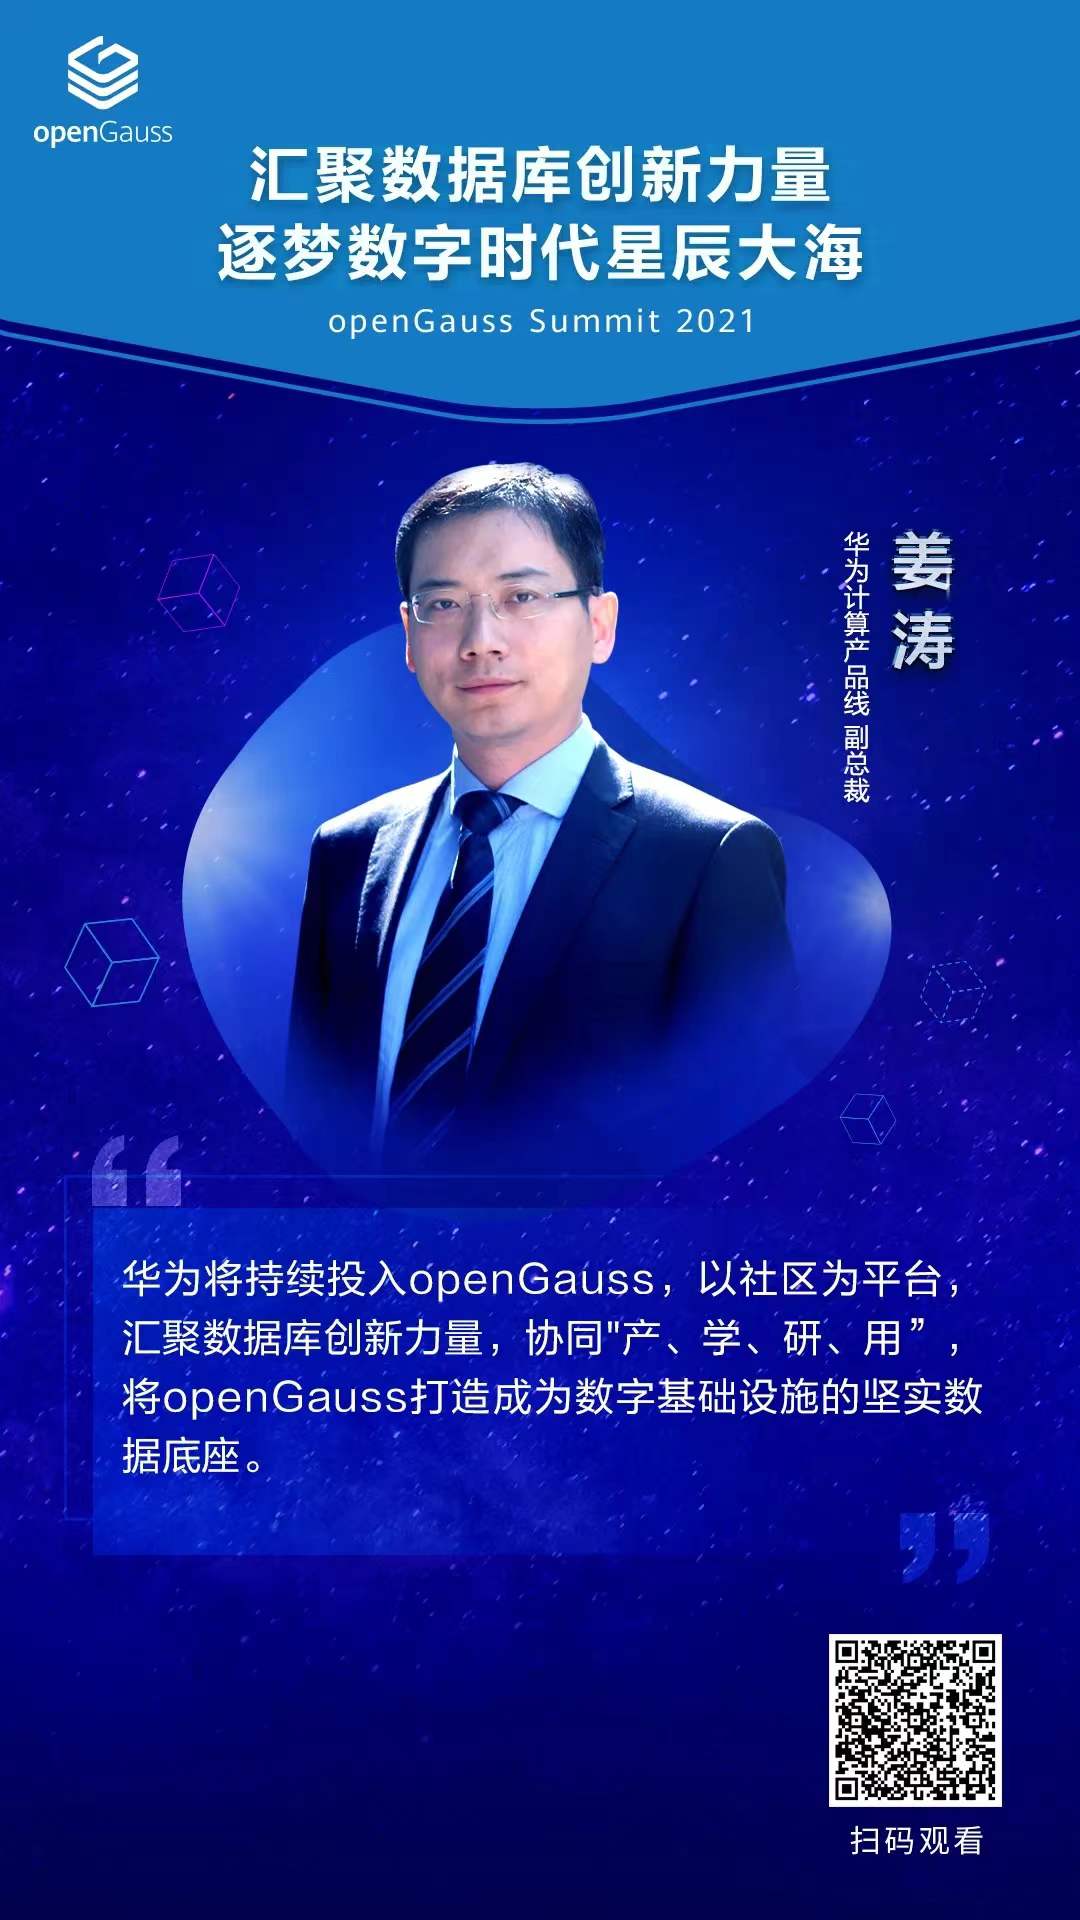 openGauss
汇聚数据库创新力量
逐梦数字时代星辰大海
openGauss Summit 2021
姜涛
华为计算产品线 副总裁
华为将持续投入openGauss，以社区为平台，
汇聚数据库创新力量，协同"产、学、研、用”，
将openGauss打造成为数字基础设施的坚实数
据底座。
扫码观看